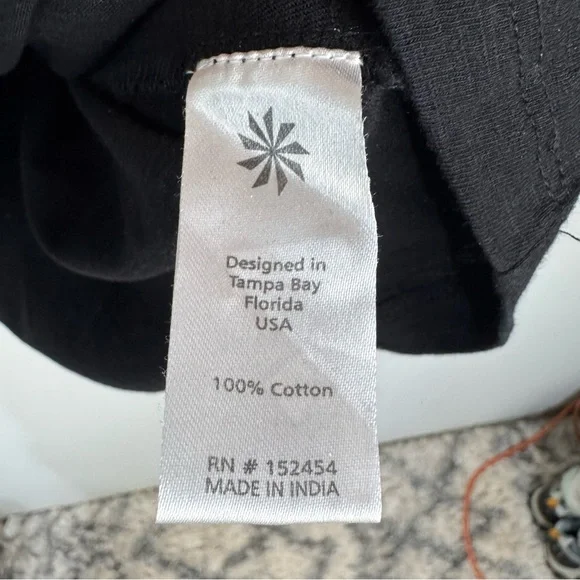 Designed in
Tampa Bay
Florida
USA
100% Cotton
RN # 152454
MADE IN INDIA